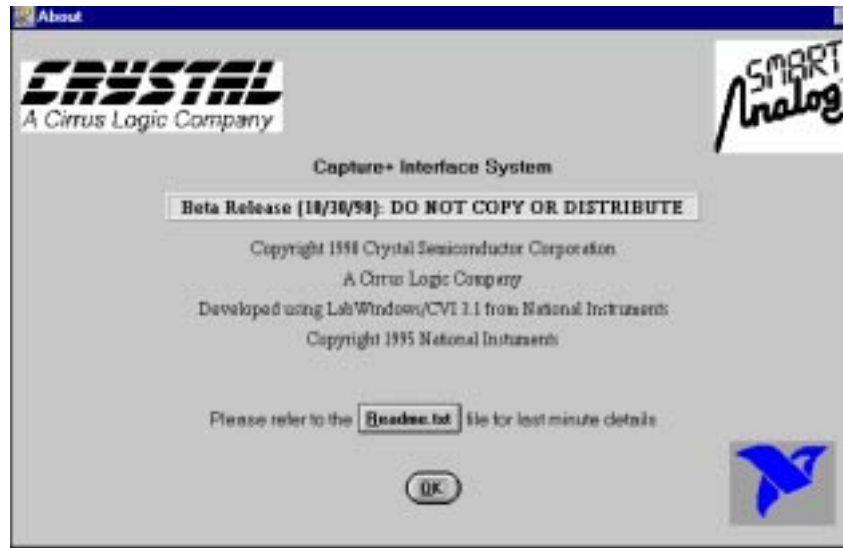 About
CRYSTAL
A Cirrus Logic Company
SMART
Analog
Capture+ Interface System
Beta Release (10/30/98): DO NOT COPY OR DISTRIBUTE
Copyright 1998 Crystal Semiconductor Corporation
A Cirrus Logic Company
Developed using LabWindows/CVI 3.1 from National Instruments
Copyright 1995 National Instuments
Please refer to the Readme.txt file for last minute details
OK